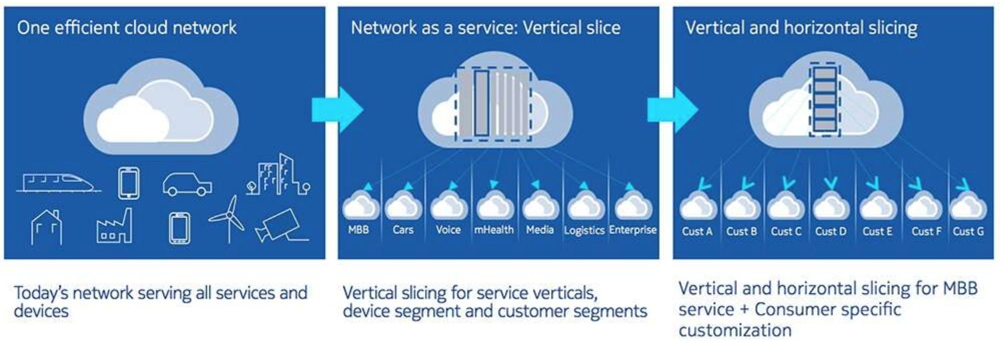 One efficient cloud network
Network as a service: Vertical slice
MBB Cars Voice mHealth Media Logistics Enterprise
Vertical and horizontal slicing
Cust A Cust B Cust C Cust D Cust E Cust F Cust G
Today's network serving all services and
devices
Vertical slicing for service verticals,
device segment and customer segments
Vertical and horizontal slicing for MBB
service + Consumer specific
customization